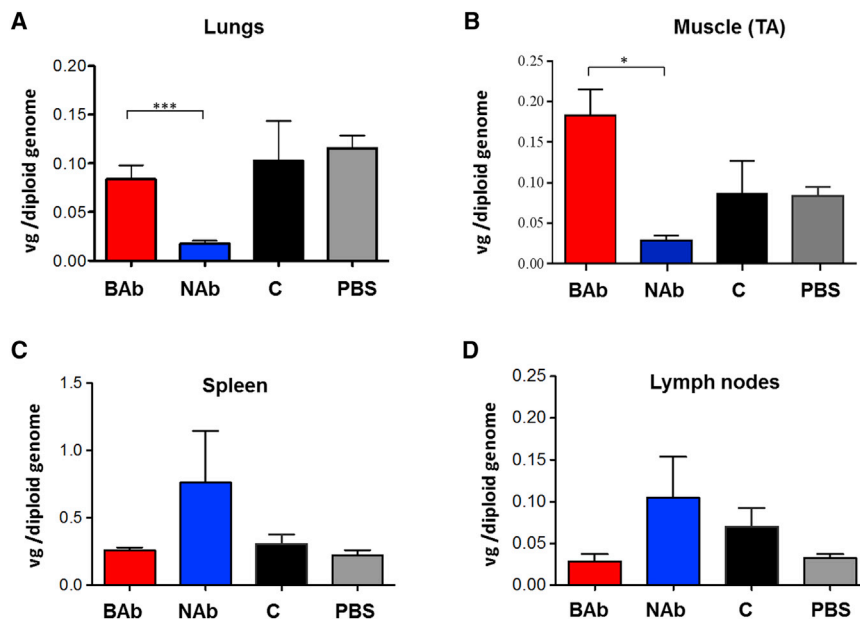 A
Lungs
vg /diploid genome
0.20
0.15
0.10
0.05
0.00
***
BAb NAb C PBS
B
Muscle (TA)
vg /diploid genome
0.25
0.20
0.15
0.10
0.05
0.00
*
BAb NAb C PBS
C
Spleen
vg /diploid genome
1.5
1.0
0.5
0.0
BAb NAb C PBS
D
Lymph nodes
vg /diploid genome
0.25
0.20
0.15
0.10
0.05
0.00
BAb NAb C PBS